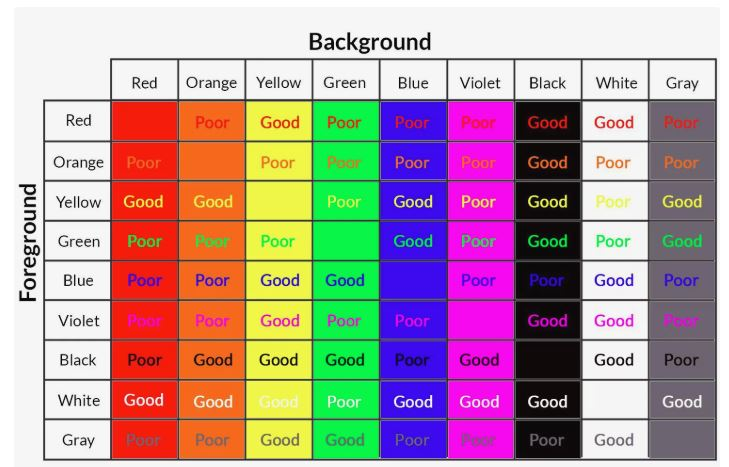 Background
Red Orange Yellow Green Blue Violet Black White Gray
Foreground
Red Poor Good Poor Poor Poor Good Good Poor
Orange Poor Poor Poor Poor Poor Good Poor Poor
Yellow Good Good Poor Good Poor Good Poor Good
Green Poor Poor Poor Good Poor Good Poor Good
Blue Poor Poor Good Good Poor Poor Good Poor
Violet Poor Poor Good Poor Poor Good Good Poor
Black Poor Good Good Good Poor Good Good Poor
White Good Good Good Poor Good Good Good Good
Gray Poor Poor Good Good Poor Poor Poor Good